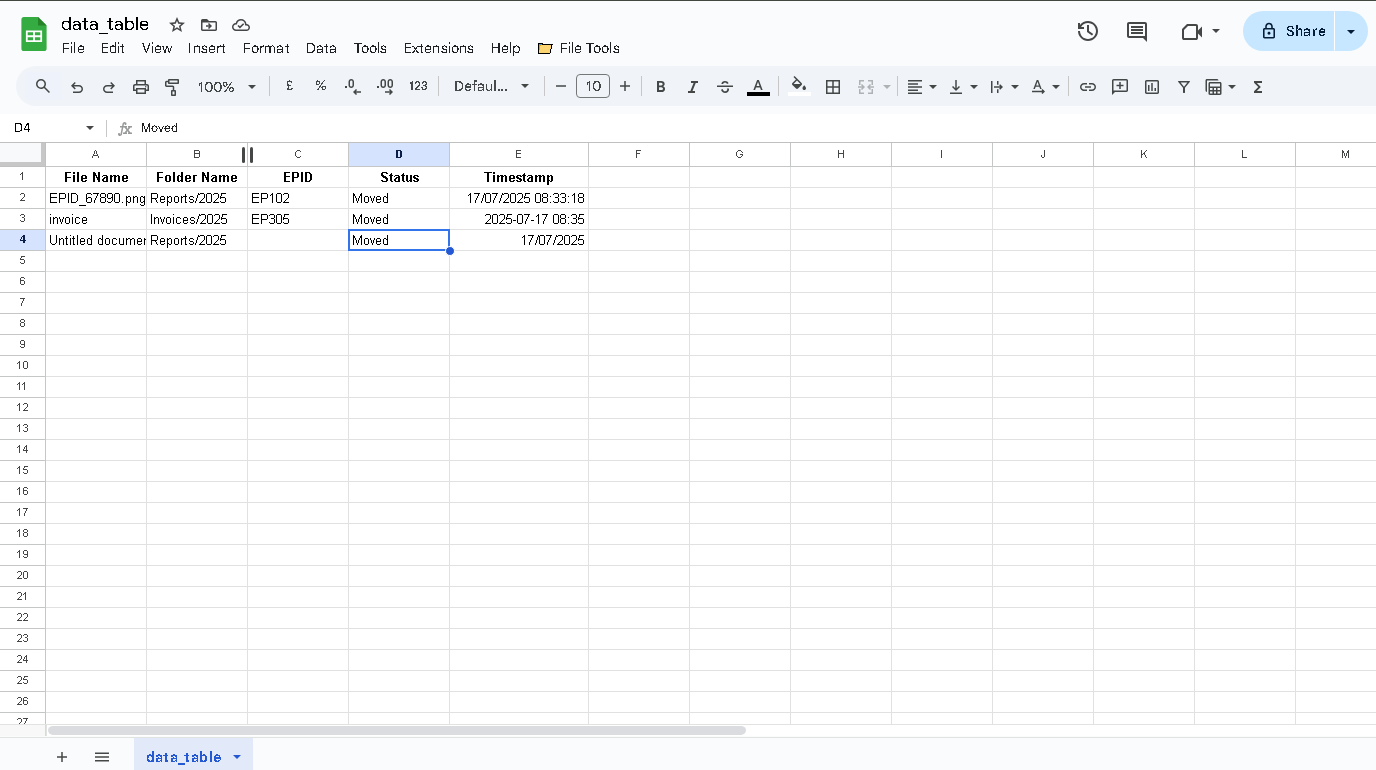 data_table
File Edit View Insert Format Data Tools Extensions Help File Tools
Share
100% £ % .0 .00 123 Defaul... − 10 + B I S A A Σ
D4 fx Moved
A B C D E F G H I J K L M
1 File Name Folder Name EPID Status Timestamp
2 EPID_67890.png Reports/2025 EP102 Moved 17/07/2025 08:33:18
3 invoice Invoices/2025 EP305 Moved 2025-07-17 08:35
4 Untitled documen Reports/2025 Moved 17/07/2025
5
6
7
8
9
10
11
12
13
14
15
16
17
18
19
20
21
22
23
24
25
26
27
+ data_table